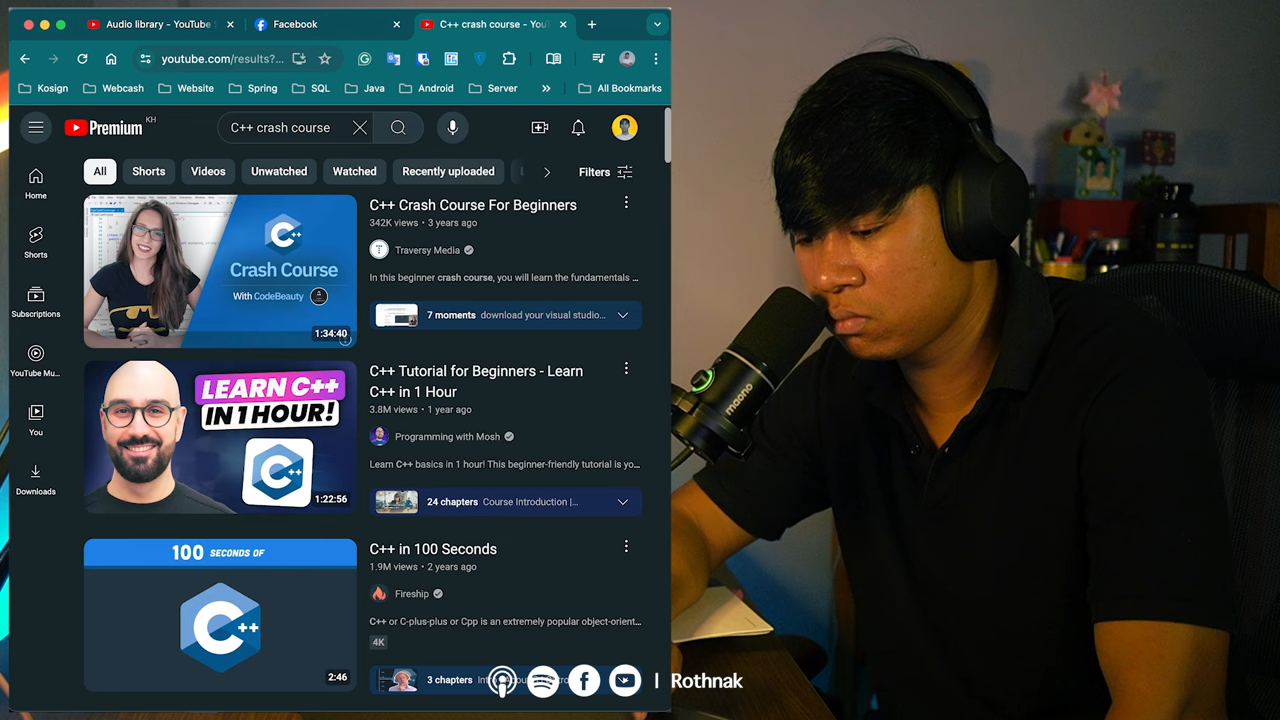 Audio library - YouTube
Facebook
C++ crash course - You
youtube.com/results?...
Kosign
Webcash
Website
Spring
SQL
Java
Android
Server
All Bookmarks
Premium KH
C++ crash course
All
Shorts
Videos
Unwatched
Watched
Recently uploaded
Filters
Home
Shorts
Subscriptions
YouTube Mu...
You
Downloads
C++
Crash Course
With CodeBeauty
1:34:40
C++ Crash Course For Beginners
342K views • 3 years ago
Traversy Media
In this beginner crash course, you will learn the fundamentals ...
7 moments download your visual studio...
LEARN C++
IN 1 HOUR!
C++
1:22:56
C++ Tutorial for Beginners - Learn
C++ in 1 Hour
3.8M views • 1 year ago
Programming with Mosh
Learn C++ basics in 1 hour! This beginner-friendly tutorial is yo...
24 chapters Course Introduction |...
100 SECONDS OF
C++
2:46
C++ in 100 Seconds
1.9M views • 2 years ago
Fireship
C++ or C-plus-plus or Cpp is an extremely popular object-orient...
4K
3 chapters
| Rothnak
maono